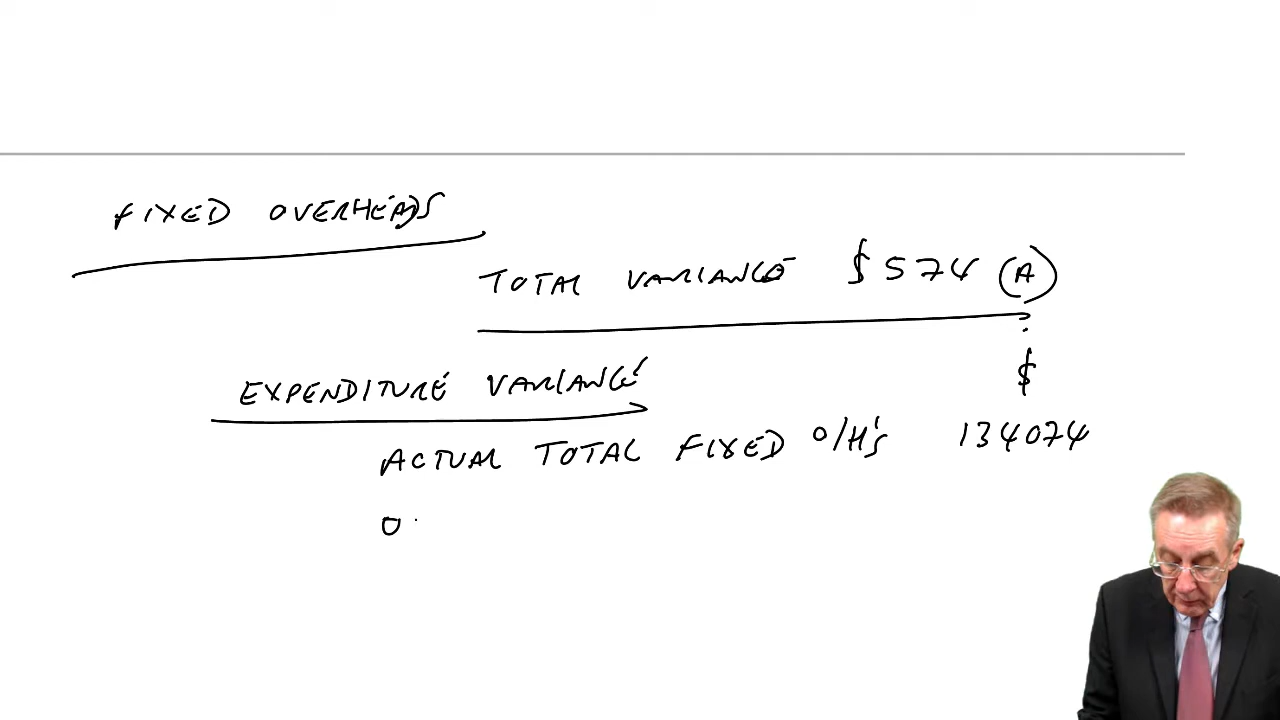 FIXED OVERHEADS
TOTAL VARIANCE $574 (A)
EXPENDITURE VARIANCE
$
ACTUAL TOTAL FIXED O/H's 134074
O